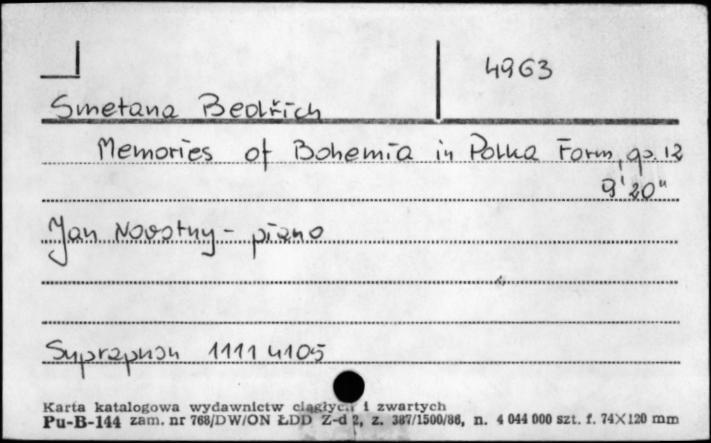 4963
Smetana Bedřich
Memories of Bohemia in Polka Form, op. 12
9'20"
Jan Novotny - piano
Supraphon 1111 4105
Karta katalogowa wydawnictw ciągłych i zwartych
Pu-B-144 zam. nr 768/DW/ON ŁDD Z-d 2, z. 387/1500/86, n. 4 044 000 szt. f. 74X120 mm